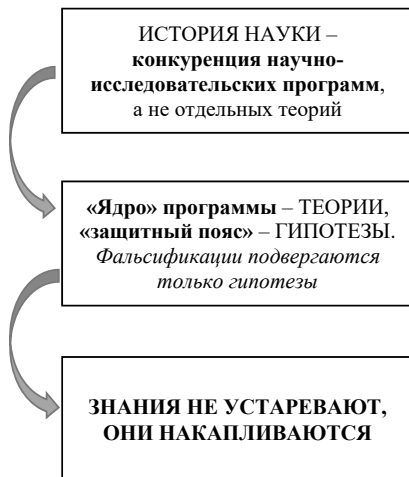 ИСТОРИЯ НАУКИ –
конкуренция научно-
исследовательских программ,
а не отдельных теорий
«Ядро» программы – ТЕОРИИ,
«защитный пояс» – ГИПОТЕЗЫ.
Фальсификации подвергаются
только гипотезы
ЗНАНИЯ НЕ УСТАРЕВАЮТ,
ОНИ НАКАПЛИВАЮТСЯ